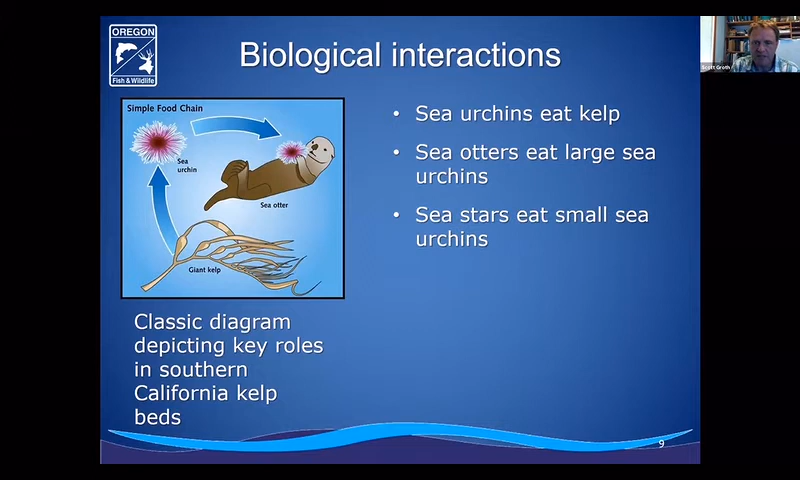 OREGON
Fish & Wildlife
Biological interactions
Simple Food Chain
Sea
urchin
Sea otter
Giant kelp
Classic diagram
depicting key roles
in southern
California kelp
beds
• Sea urchins eat kelp
• Sea otters eat large sea
urchins
• Sea stars eat small sea
urchins
9
Scott Groth